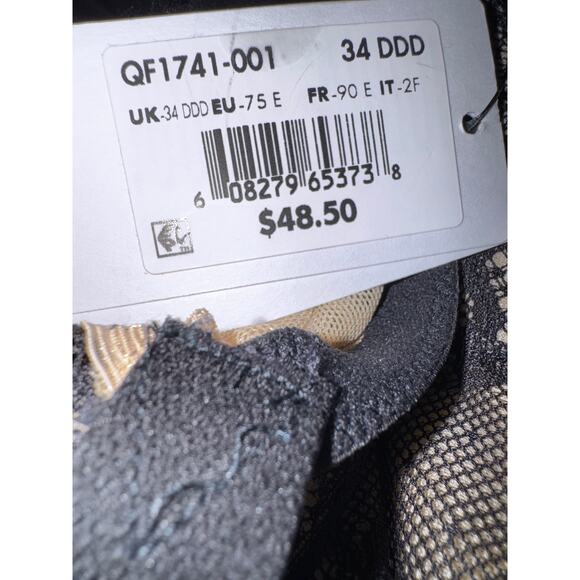 QF1741-001 34 DDD
UK-34 DDD EU-75 E FR-90 E IT-2F
6 08279 65373 8
$48.50
TM